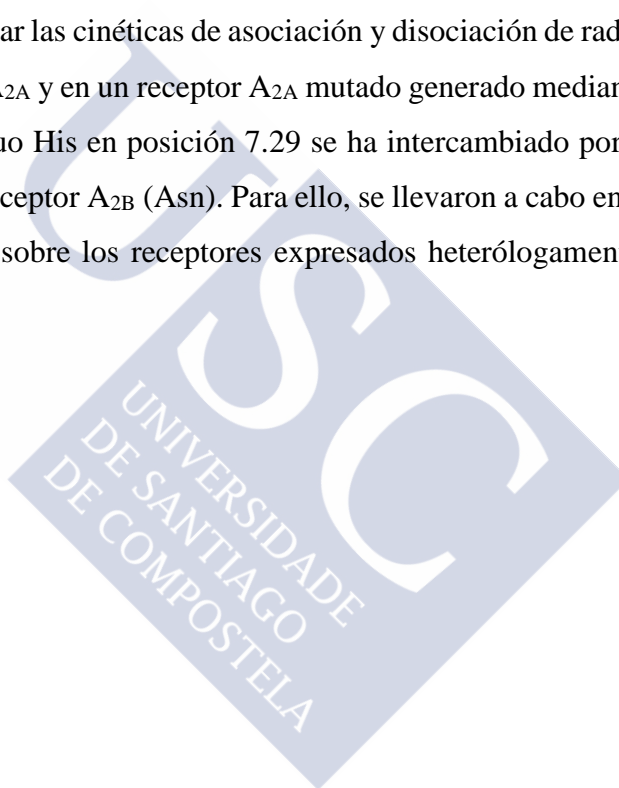 ar las cinéticas de asociación y disociación de rad
A2A y en un receptor A2A mutado generado median
uo His en posición 7.29 se ha intercambiado por
eceptor A2B (Asn). Para ello, se llevaron a cabo en
sobre los receptores expresados heterólogament
USC
UNIVERSIDADE
DE SANTIAGO
DE COMPOSTELA